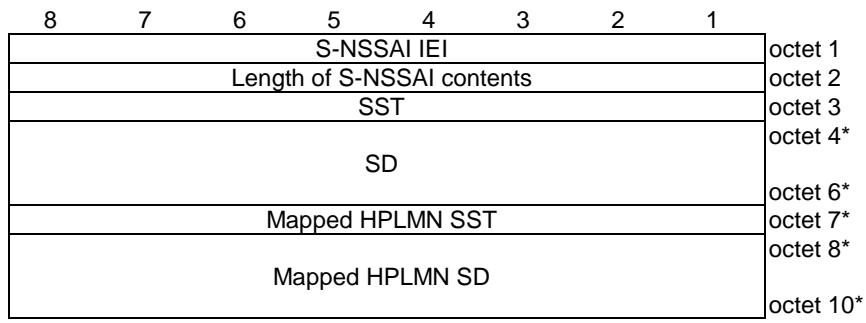 8 7 6 5 4 3 2 1
S-NSSAI IEI octet 1
Length of S-NSSAI contents octet 2
SST octet 3
octet 4*
SD
octet 6*
Mapped HPLMN SST octet 7*
octet 8*
Mapped HPLMN SD
octet 10*